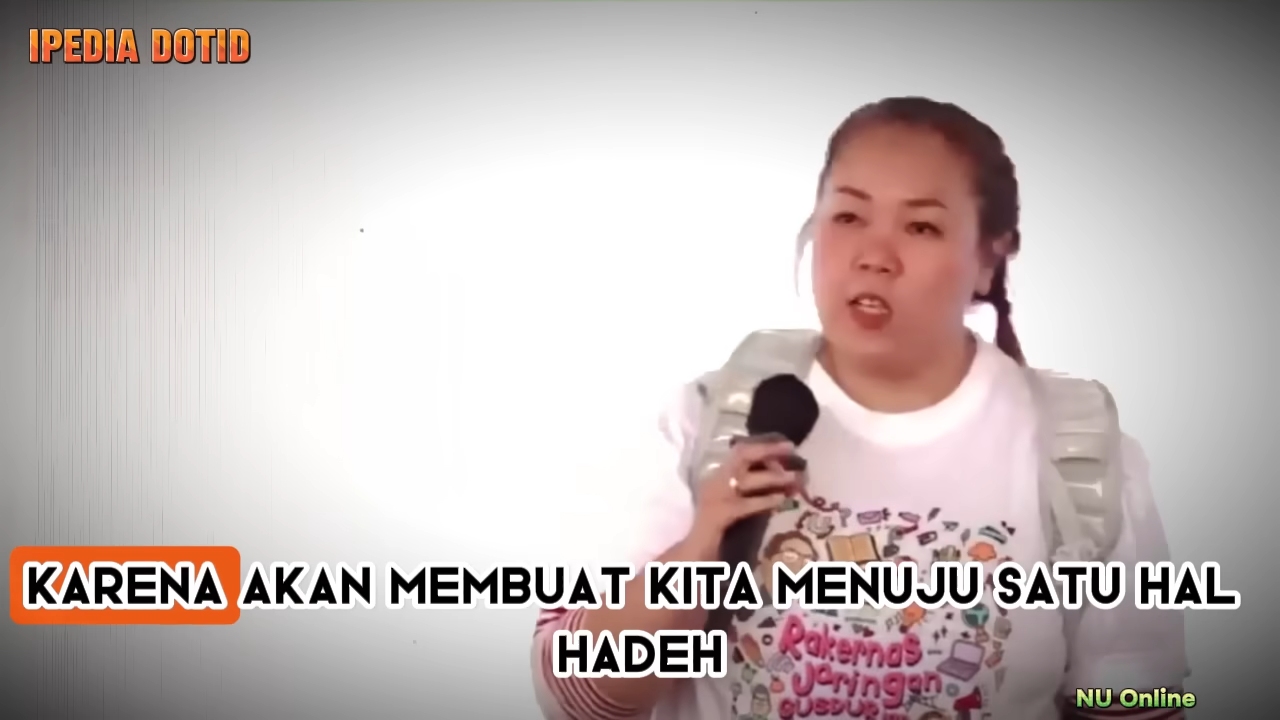 IPEDIA DOTID
KARENA AKAN MEMBUAT KITA MENUJU SATU HAL
HADEH
Rakernas
Jaringan
NU Online